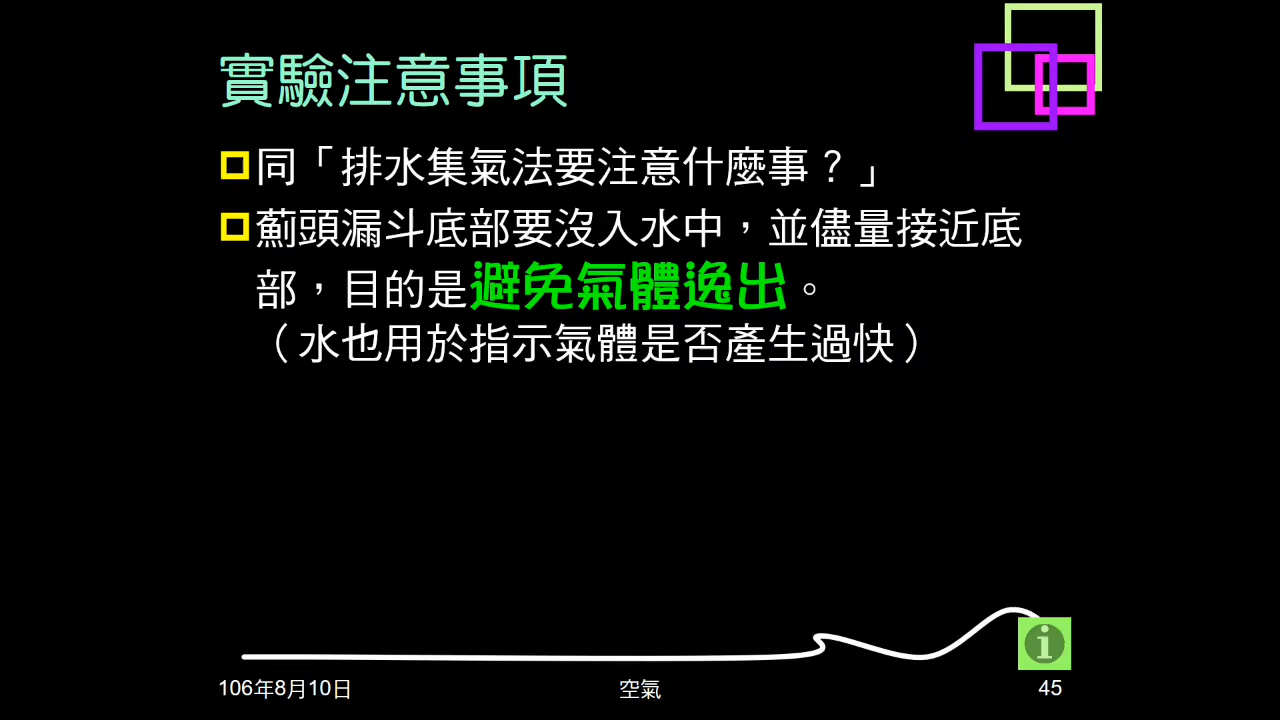 實驗注意事項
同「排水集氣法要注意什麼事？」
薊頭漏斗底部要沒入水中，並儘量接近底
部，目的是避免氣體逸出。
（水也用於指示氣體是否產生過快）
106年8月10日
空氣
45